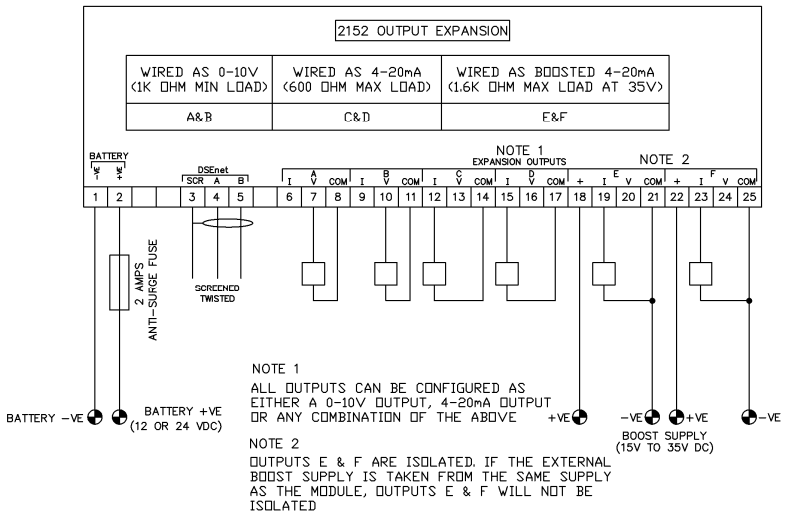 2152 OUTPUT EXPANSION
WIRED AS 0-10V
(1K OHM MIN LOAD)
WIRED AS 4-20mA
(600 OHM MAX LOAD)
WIRED AS BOOSTED 4-20mA
(1.6K OHM MAX LOAD AT 35V)
A&B
C&D
E&F
NOTE 1
EXPANSION OUTPUTS
NOTE 2
BATTERY
-VE
+VE
DSEnet
SCR A B
A
I V COM
B
I V COM
C
I V COM
D
I V COM
E
+ I V COM
F
+ I V COM
1 2 3 4 5 6 7 8 9 10 11 12 13 14 15 16 17 18 19 20 21 22 23 24 25
2 AMPS
ANTI-SURGE FUSE
SCREENED
TWISTED
NOTE 1
ALL OUTPUTS CAN BE CONFIGURED AS
EITHER A 0-10V OUTPUT, 4-20mA OUTPUT
OR ANY COMBINATION OF THE ABOVE
BATTERY -VE
BATTERY +VE
(12 OR 24 VDC)
+VE
-VE
+VE
-VE
BOOST SUPPLY
(15V TO 35V DC)
NOTE 2
OUTPUTS E & F ARE ISOLATED. IF THE EXTERNAL
BOOST SUPPLY IS TAKEN FROM THE SAME SUPPLY
AS THE MODULE, OUTPUTS E & F WILL NOT BE
ISOLATED